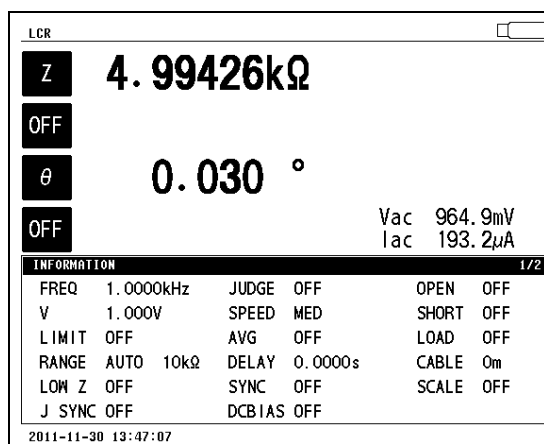 LCR
Z 4.99426kΩ
OFF
θ 0.030 °
OFF
Vac 964.9mV
Iac 193.2μA
INFORMATION 1/2
FREQ 1.0000kHz JUDGE OFF OPEN OFF
V 1.000V SPEED MED SHORT OFF
LIMIT OFF AVG OFF LOAD OFF
RANGE AUTO 10kΩ DELAY 0.0000s CABLE 0m
LOW Z OFF SYNC OFF SCALE OFF
J SYNC OFF DCBIAS OFF
2011-11-30 13:47:07